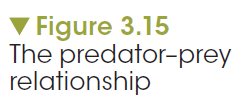 ▼ Figure 3.15
The predator–prey
relationship